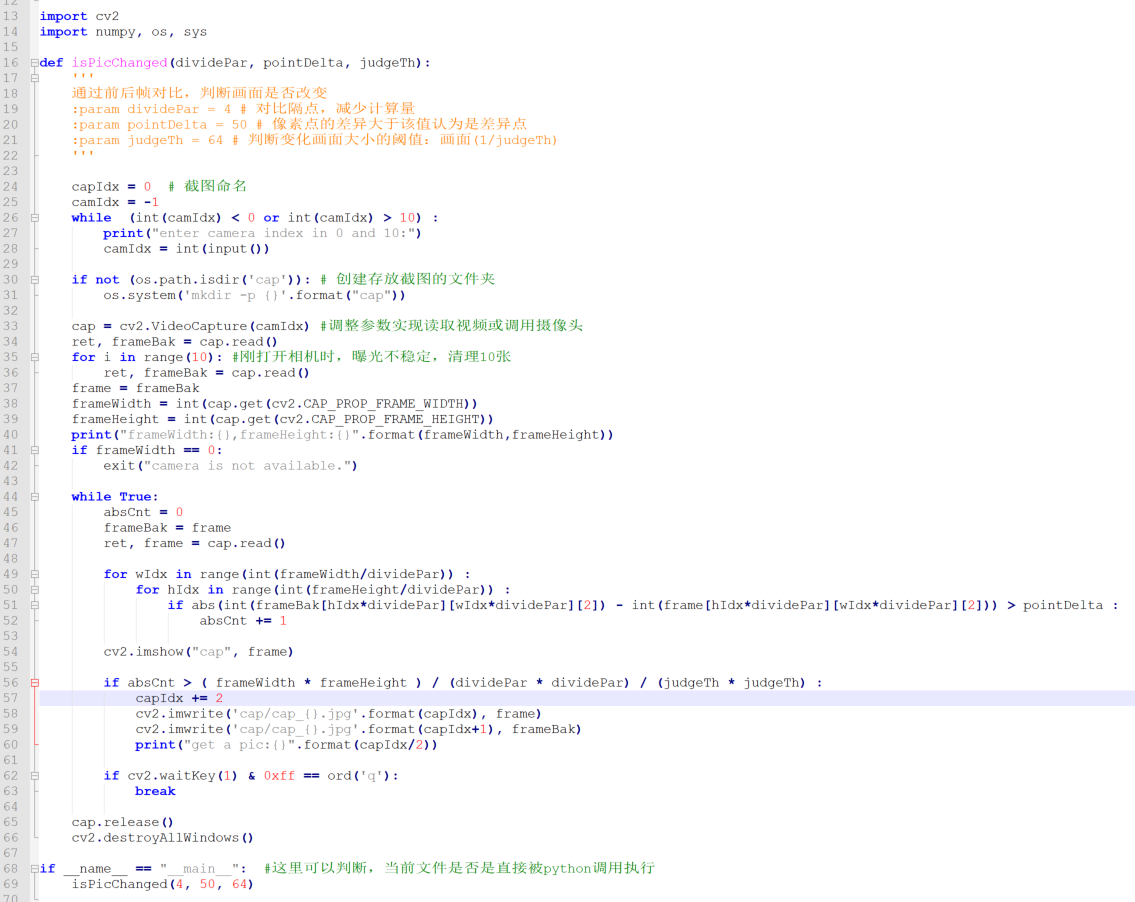 12
13 import cv2
14 import numpy, os, sys
15
16 def isPicChanged(dividePar, pointDelta, judgeTh):
17     '''
18     通过前后帧对比，判断画面是否改变
19     :param dividePar = 4 # 对比隔点，减少计算量
20     :param pointDelta = 50 # 像素点的差异大于该值认为是差异点
21     :param judgeTh = 64 # 判断变化画面大小的阈值：画面(1/judgeTh)
22     '''
23
24     capIdx = 0  # 截图命名
25     camIdx = -1
26     while  (int(camIdx) < 0 or int(camIdx) > 10) :
27         print("enter camera index in 0 and 10:")
28         camIdx = int(input())
29
30     if not (os.path.isdir('cap')): # 创建存放截图的文件夹
31         os.system('mkdir -p {}'.format("cap"))
32
33     cap = cv2.VideoCapture(camIdx) #调整参数实现读取视频或调用摄像头
34     ret, frameBak = cap.read()
35     for i in range(10): #刚打开相机时，曝光不稳定，清理10张
36         ret, frameBak = cap.read()
37     frame = frameBak
38     frameWidth = int(cap.get(cv2.CAP_PROP_FRAME_WIDTH))
39     frameHeight = int(cap.get(cv2.CAP_PROP_FRAME_HEIGHT))
40     print("frameWidth:{},frameHeight:{}".format(frameWidth,frameHeight))
41     if frameWidth == 0:
42         exit("camera is not available.")
43
44     while True:
45         absCnt = 0
46         frameBak = frame
47         ret, frame = cap.read()
48
49         for wIdx in range(int(frameWidth/dividePar)) :
50             for hIdx in range(int(frameHeight/dividePar)) :
51                 if abs(int(frameBak[hIdx*dividePar][wIdx*dividePar][2]) - int(frame[hIdx*dividePar][wIdx*dividePar][2])) > pointDelta :
52                     absCnt += 1
53
54         cv2.imshow("cap", frame)
55
56         if absCnt > ( frameWidth * frameHeight ) / (dividePar * dividePar) / (judgeTh * judgeTh) :
57             capIdx += 2
58             cv2.imwrite('cap/cap_{}.jpg'.format(capIdx), frame)
59             cv2.imwrite('cap/cap_{}.jpg'.format(capIdx+1), frameBak)
60             print("get a pic:{}".format(capIdx/2))
61
62         if cv2.waitKey(1) & 0xff == ord('q'):
63             break
64
65     cap.release()
66     cv2.destroyAllWindows()
67
68 if __name__ == "__main__":  #这里可以判断，当前文件是否是直接被python调用执行
69     isPicChanged(4, 50, 64)
70